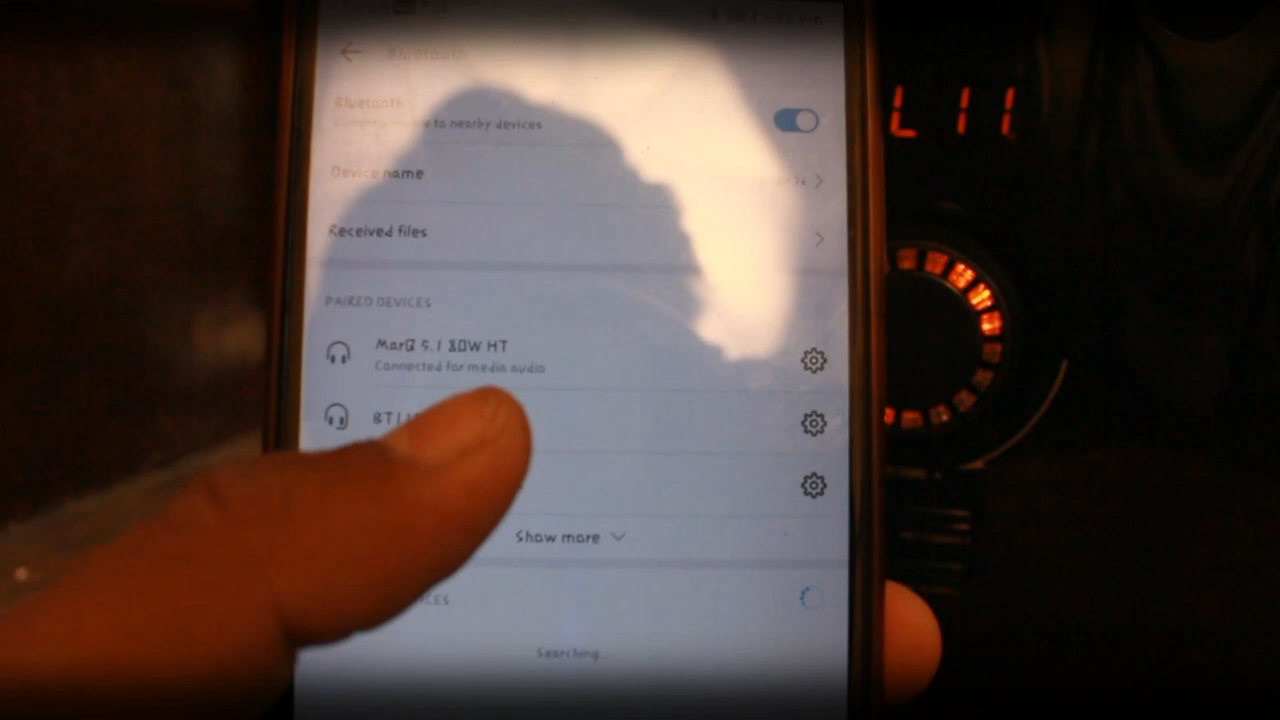 Bluetooth
Bluetooth
to nearby devices
Device name
Received files
PAIRED DEVICES
MarQ 5.1 80W HT
Connected for media audio
Show more
Searching...